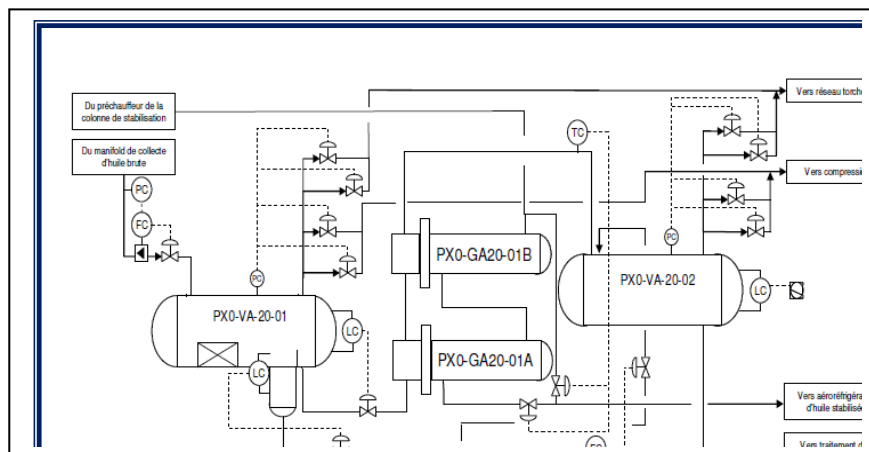 Du préchauffeur de la
colonne de stabilisation
Vers réseau torche
Du manifold de collecte
d'huile brute
TC
Vers compressi
PC
FC
PX0-GA20-01B
PC
PC
PX0-VA-20-02
LC
PX0-VA-20-01
LC
PX0-GA20-01A
LC
Vers aéroréfrigéra
d'huile stabilisé
Vers traitement d